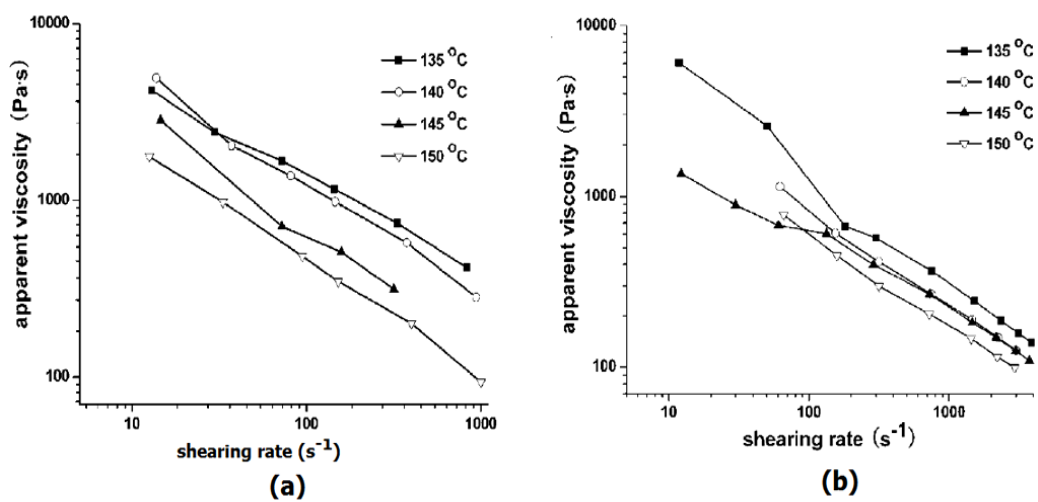 10000
1000
100
apparent viscosity (Pa·s)
135 °C
140 °C
145 °C
150 °C
10 100 1000
shearing rate (s⁻¹)
(a)
10000
1000
100
apparent viscosity (Pa·s)
135 °C
140 °C
145 °C
150 °C
10 100 1000
shearing rate (s⁻¹)
(b)